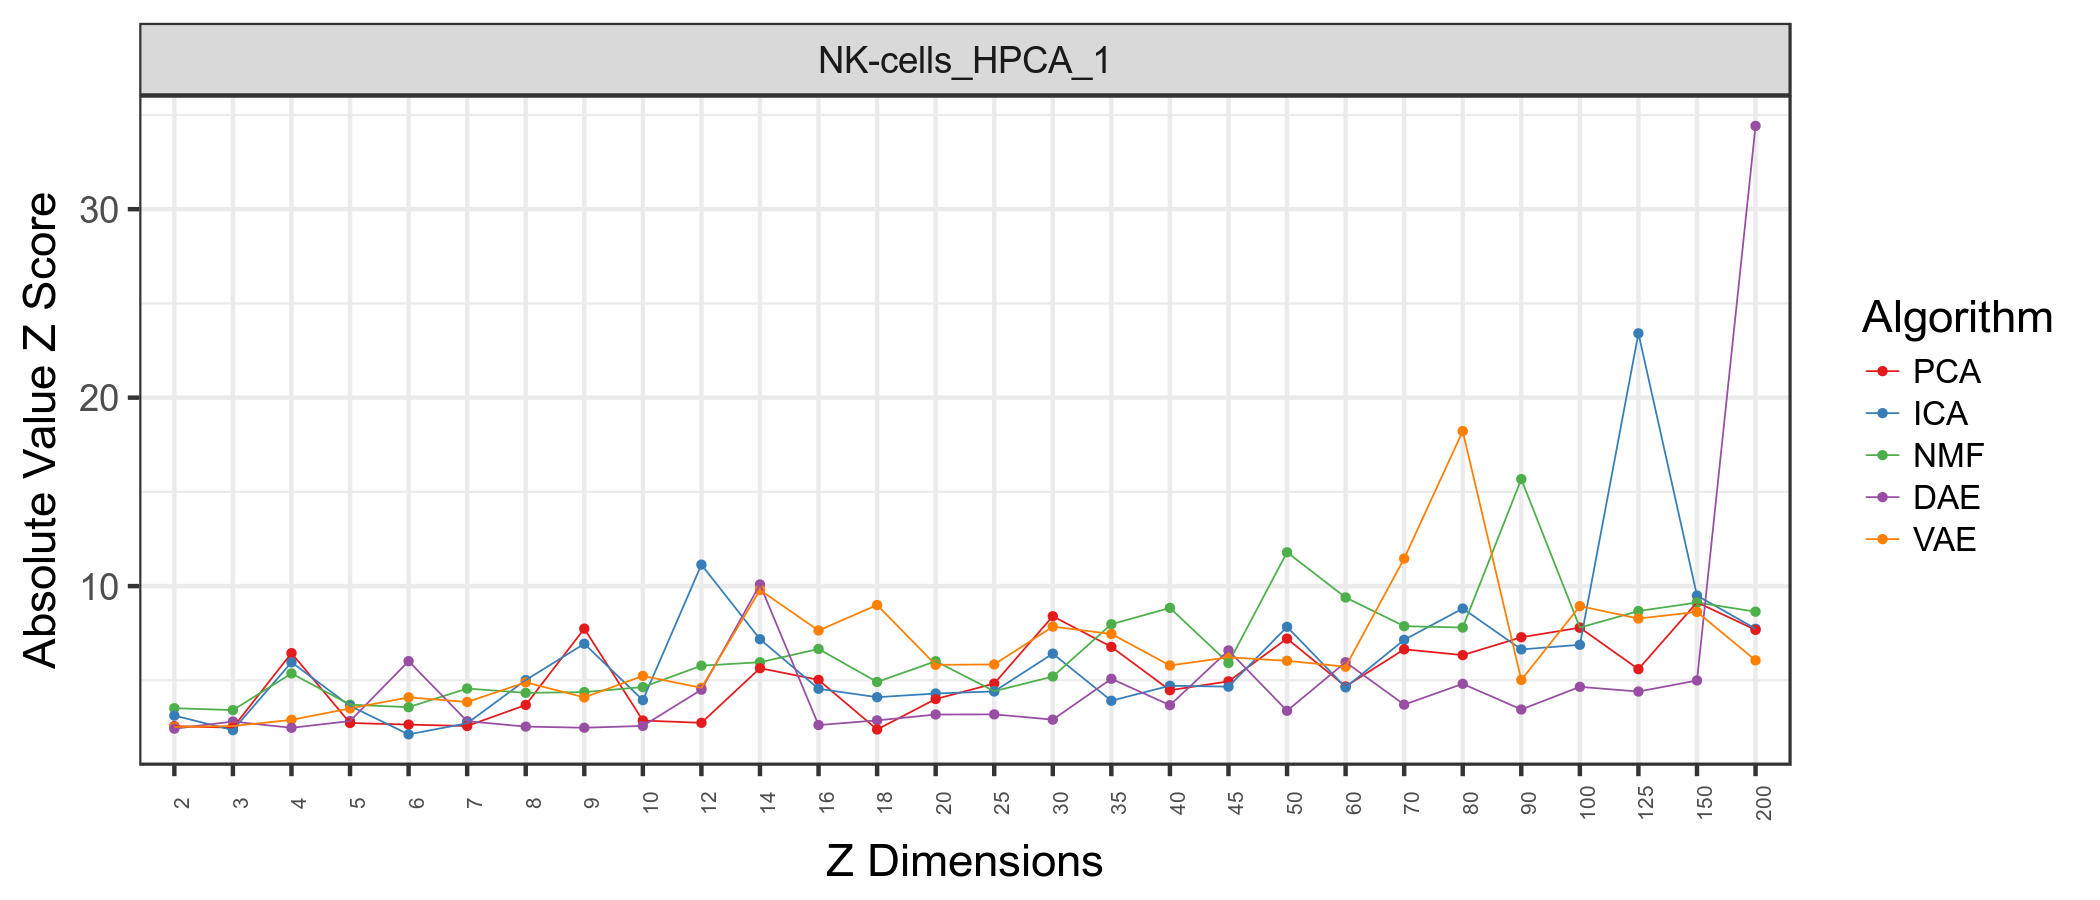 NK-cells_HPCA_1
Absolute Value Z Score
30
20
10
2 3 4 5 6 7 8 9 10 12 14 16 18 20 25 30 35 40 45 50 60 70 80 90 100 125 150 200
Z Dimensions
Algorithm
PCA
ICA
NMF
DAE
VAE